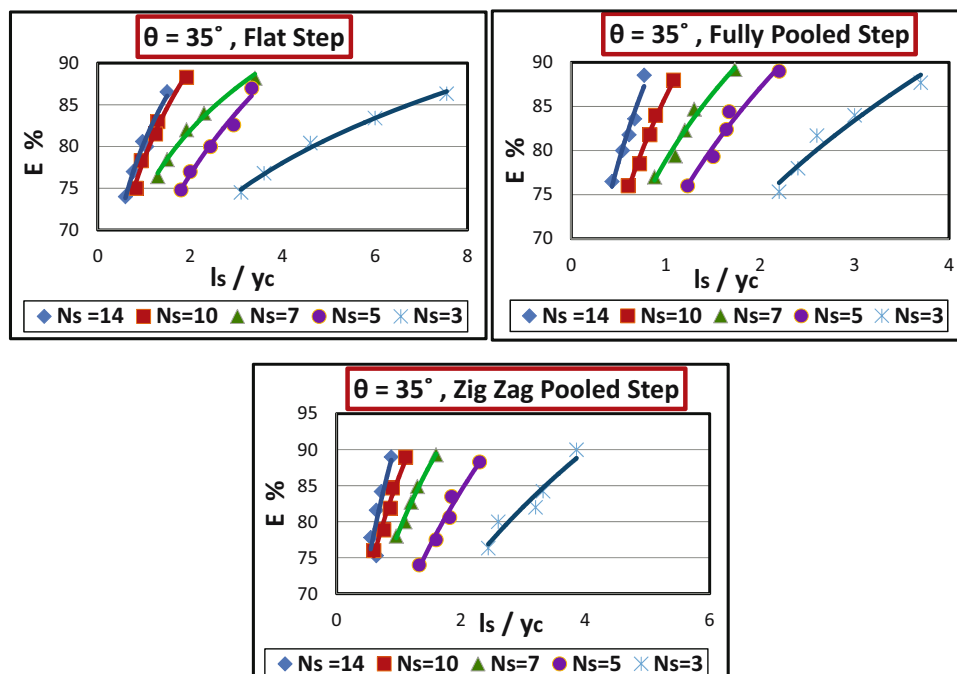 θ = 35° , Flat Step
90
85
80
75
70
E %
0 2 4 6 8
ls / yc
Ns =14 Ns=10 Ns=7 Ns=5 Ns=3
θ = 35° , Fully Pooled Step
90
85
80
75
70
E %
0 1 2 3 4
ls / yc
Ns =14 Ns=10 Ns=7 Ns=5 Ns=3
θ = 35° , Zig Zag Pooled Step
95
90
85
80
75
70
E %
0 2 4 6
ls / yc
Ns =14 Ns=10 Ns=7 Ns=5 Ns=3